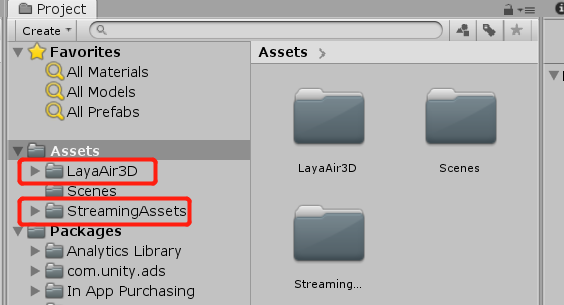 Project
Create
Favorites
All Materials
All Models
All Prefabs
Assets
LayaAir3D
Scenes
StreamingAssets
Packages
Analytics Library
com.unity.ads
In App Purchasing
Assets
LayaAir3D
Scenes
Streaming...